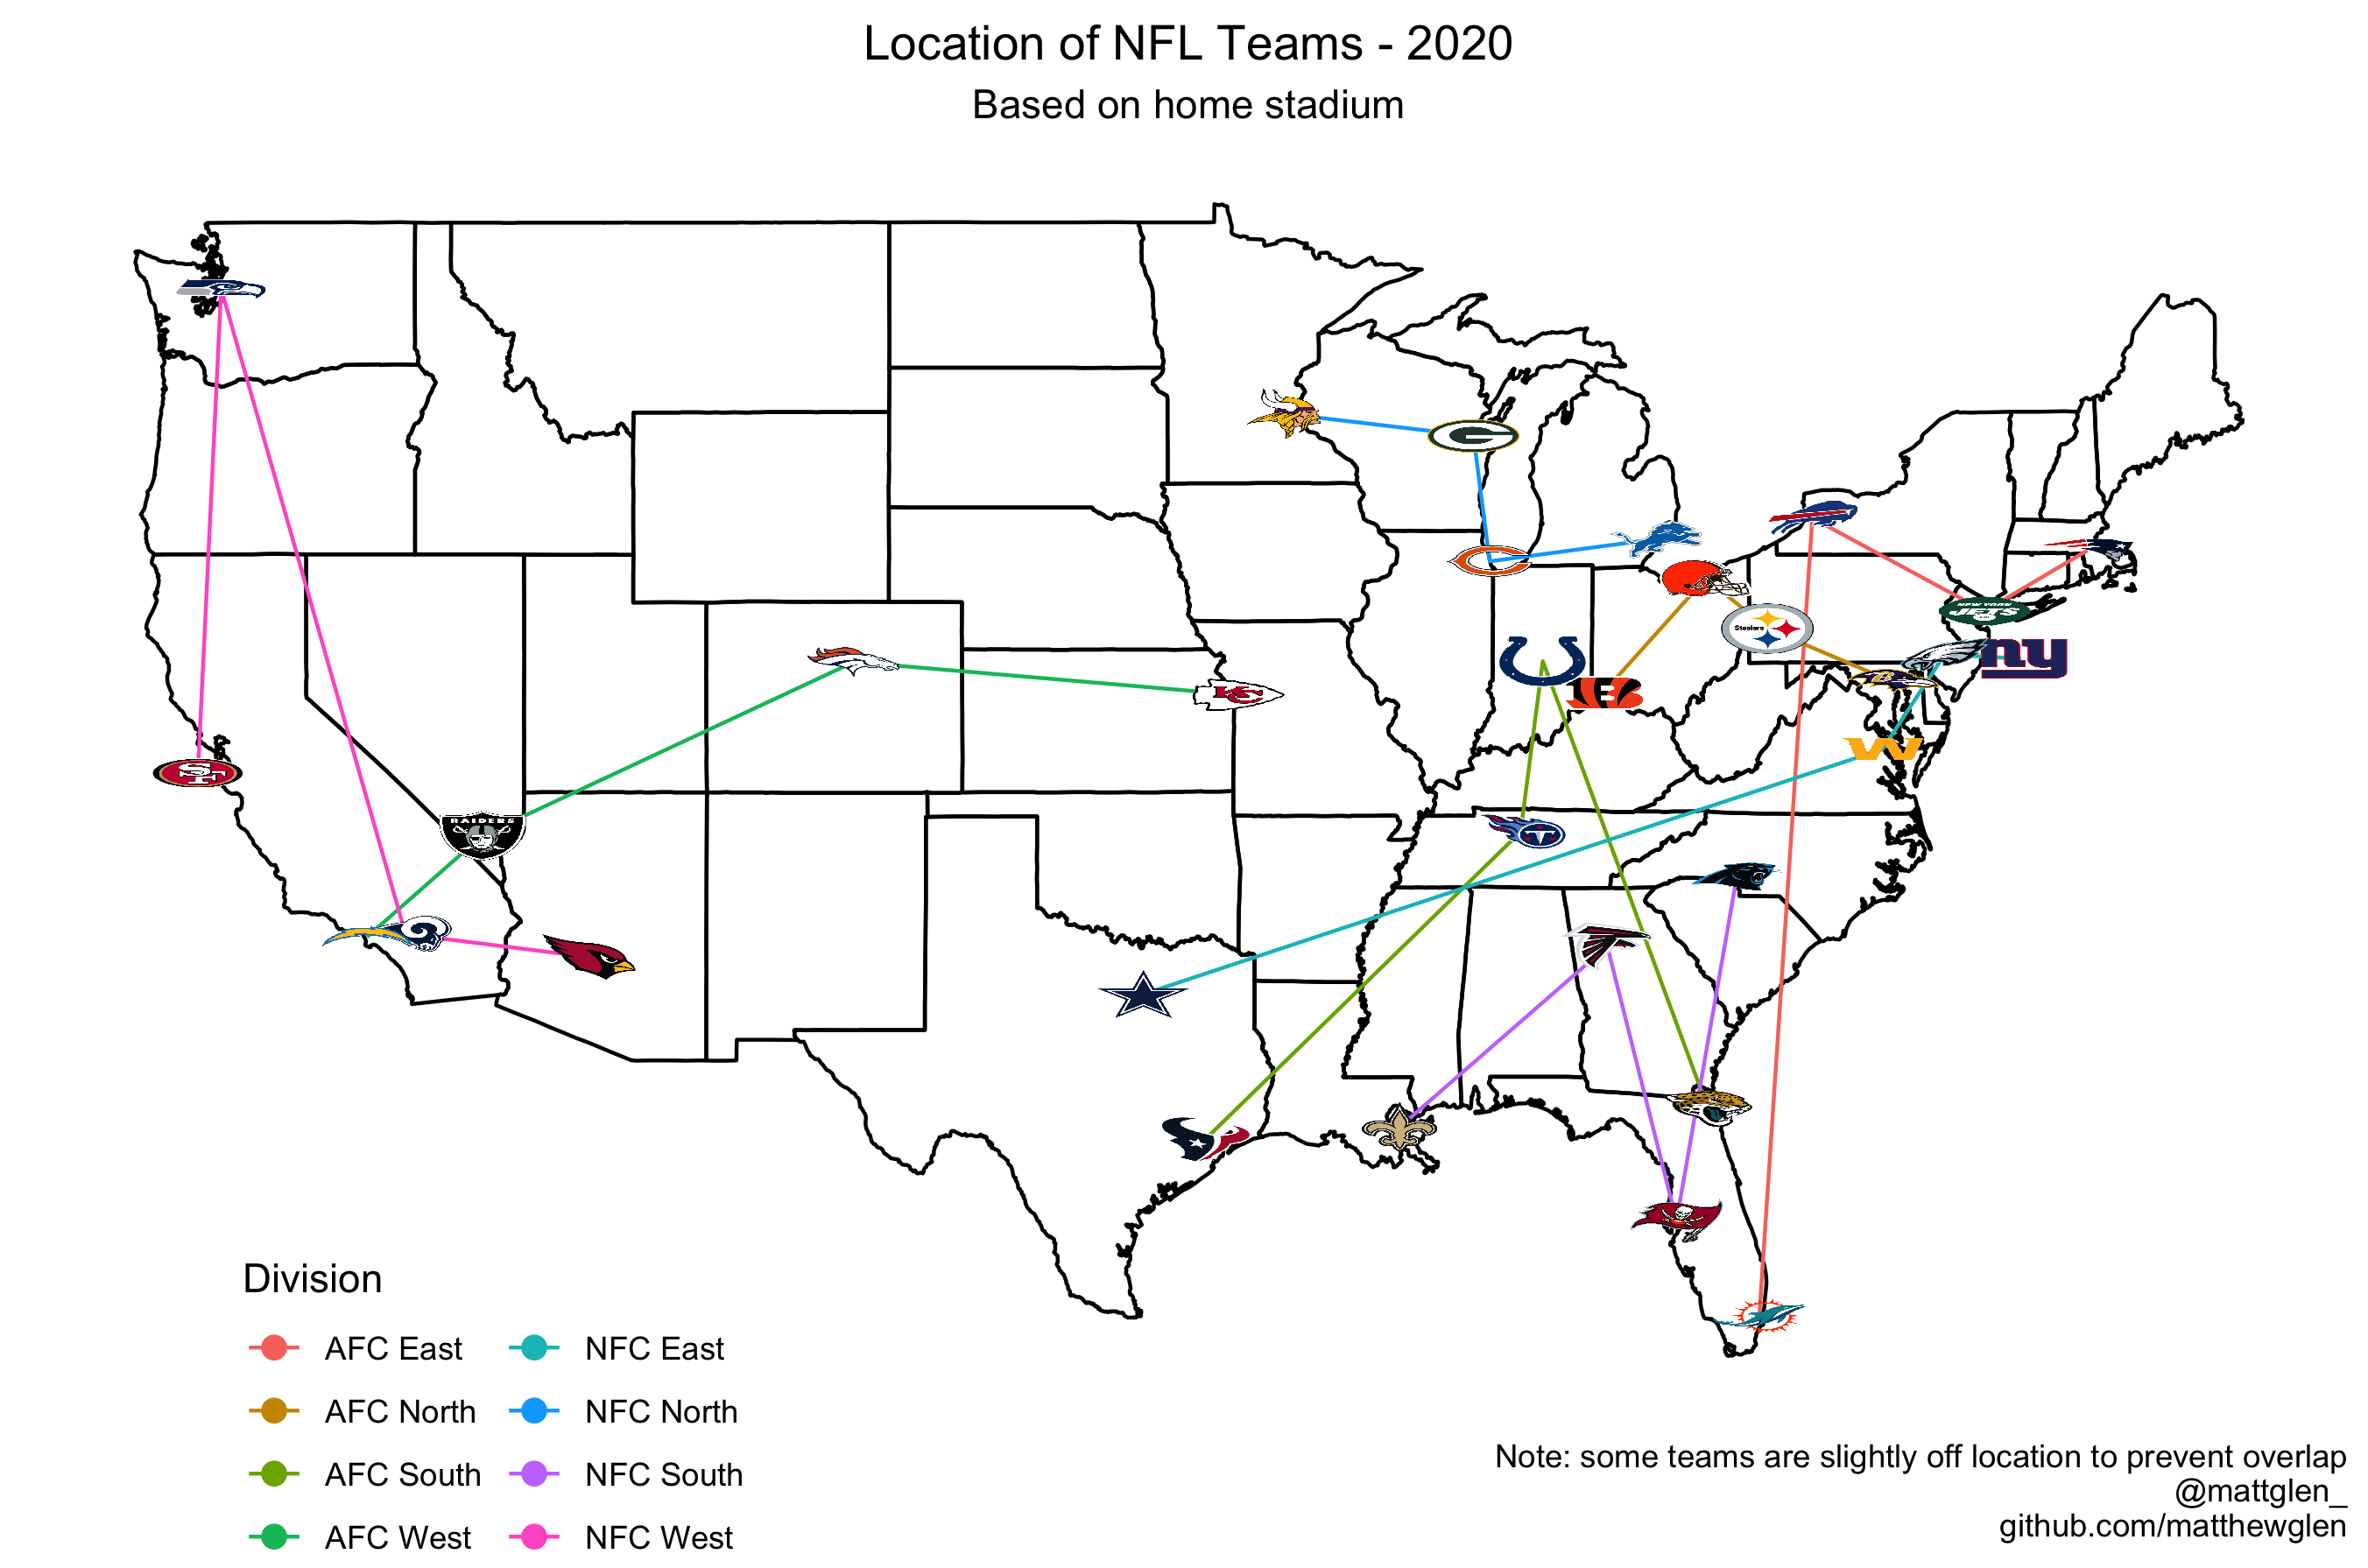 Location of NFL Teams - 2020
Based on home stadium
Steelers
NEW YORK
JETS
ny
KC
SF
RAIDERS
Division
AFC East
NFC East
AFC North
NFC North
AFC South
NFC South
AFC West
NFC West
Note: some teams are slightly off location to prevent overlap
@mattglen_
github.com/matthewglen